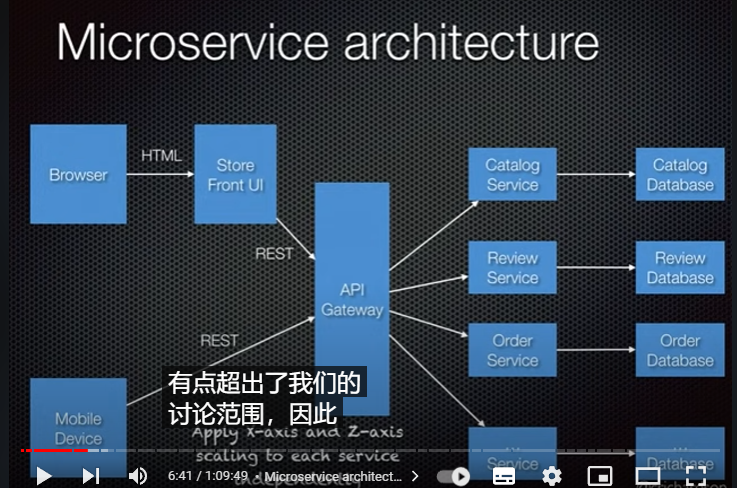 Microservice architecture
Browser
HTML
Store
Front UI
Catalog
Service
Catalog
Database
REST
API
Gateway
Review
Service
Review
Database
Order
Service
Order
Database
REST
Mobile
Device
有点超出了我们的
讨论范围，因此
Apply X-axis and Z-axis
scaling to each service
independently
...
Service
...
Database
6:41 / 1:09:49 • Microservice architect...